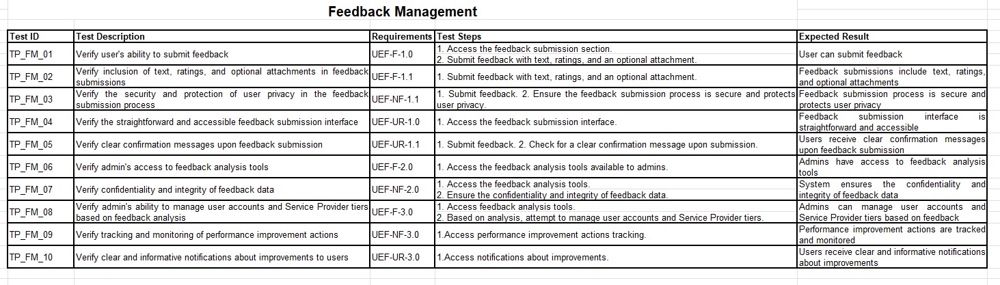 Feedback Management
Test ID Test Description Requirements Test Steps Expected Result
TP_FM_01 Verify user's ability to submit feedback UEF-F-1.0 1. Access the feedback submission section.
2. Submit feedback with text, ratings, and an optional attachment. User can submit feedback
TP_FM_02 Verify inclusion of text, ratings, and optional attachments in feedback
submissions UEF-F-1.1 1. Submit feedback with text, ratings, and an optional attachment. Feedback submissions include text, ratings,
and optional attachments
TP_FM_03 Verify the security and protection of user privacy in the feedback
submission process UEF-NF-1.1 1. Submit feedback. 2. Ensure the feedback submission process is secure and protects
user privacy. Feedback submission process is secure and
protects user privacy
TP_FM_04 Verify the straightforward and accessible feedback submission interface UEF-UR-1.0 1. Access the feedback submission interface. Feedback submission interface is
straightforward and accessible
TP_FM_05 Verify clear confirmation messages upon feedback submission UEF-UR-1.1 1. Submit feedback. 2. Check for a clear confirmation message upon submission. Users receive clear confirmation messages
upon feedback submission
TP_FM_06 Verify admin's access to feedback analysis tools UEF-F-2.0 1. Access the feedback analysis tools available to admins. Admins have access to feedback analysis
tools
TP_FM_07 Verify confidentiality and integrity of feedback data UEF-NF-2.0 1. Access the feedback analysis tools.
2. Ensure the confidentiality and integrity of feedback data. System ensures the confidentiality and
integrity of feedback data
TP_FM_08 Verify admin's ability to manage user accounts and Service Provider tiers
based on feedback analysis UEF-F-3.0 1. Access feedback analysis tools.
2. Based on analysis, attempt to manage user accounts and Service Provider tiers. Admins can manage user accounts and
Service Provider tiers based on feedback
TP_FM_09 Verify tracking and monitoring of performance improvement actions UEF-NF-3.0 1.Access performance improvement actions tracking. Performance improvement actions are tracked
and monitored
TP_FM_10 Verify clear and informative notifications about improvements to users UEF-UR-3.0 1.Access notifications about improvements. Users receive clear and informative notifications
about improvements